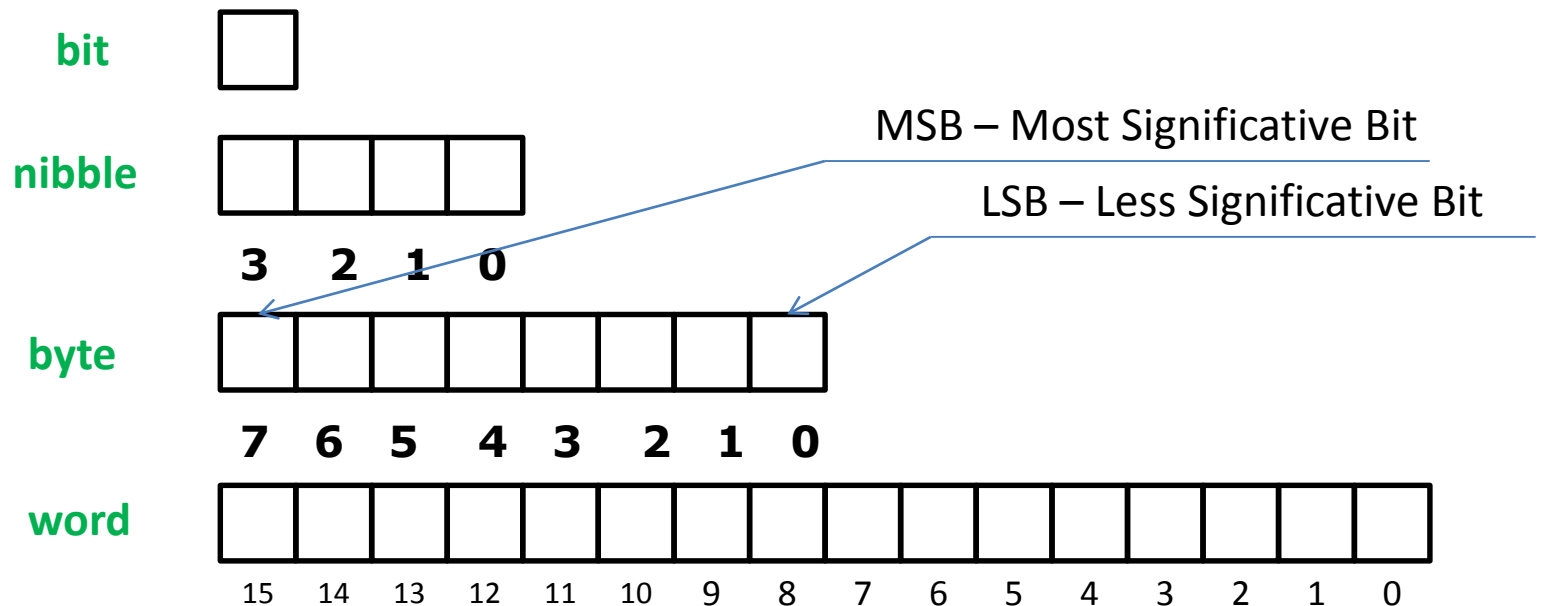 bit
MSB – Most Significative Bit
nibble
LSB – Less Significative Bit
3 2 1 0
byte
7 6 5 4 3 2 1 0
word
15 14 13 12 11 10 9 8 7 6 5 4 3 2 1 0